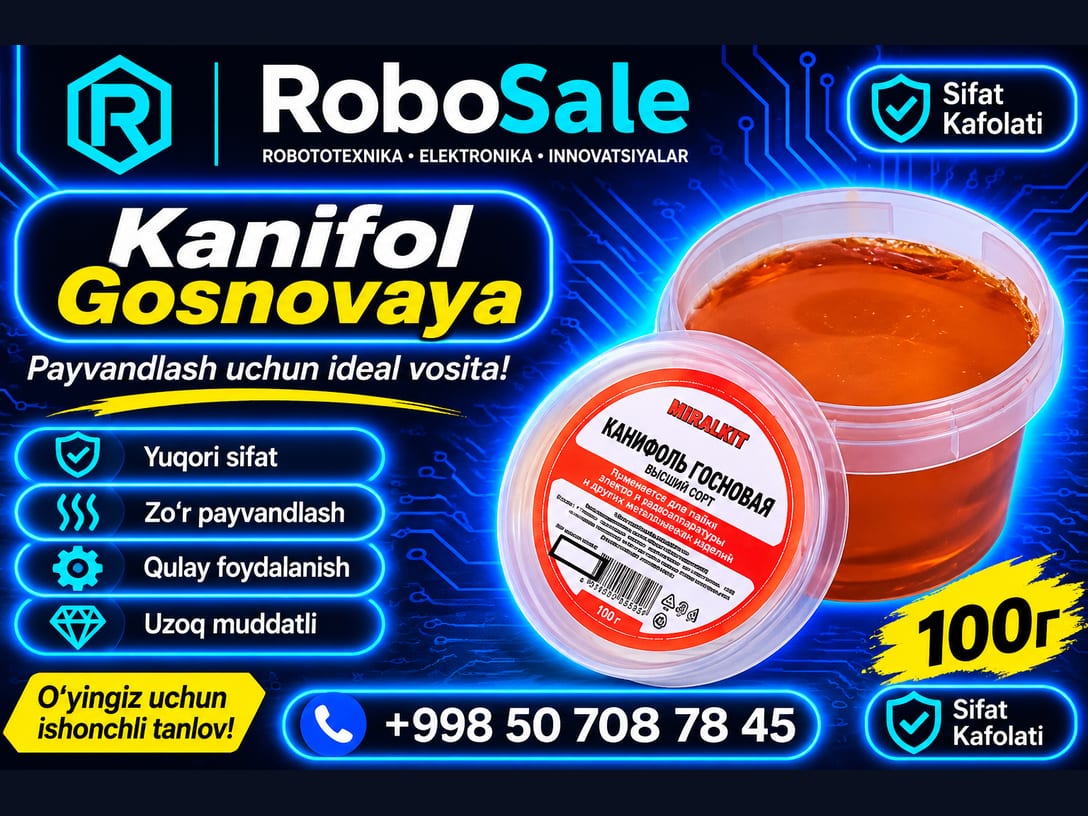 RoboSale
ROBOTOTEXNIKA • ELEKTRONIKA • INNOVATSIYALAR
Sifat
Kafolati
Kanifol
Gosnovaya
Payvandlash uchun ideal vosita!
Yuqori sifat
Zo‘r payvandlash
Qulay foydalanish
Uzoq muddatli
O‘yingiz uchun
ishonchli tanlov!
MIRALKIT
КАНИФОЛЬ ГОСНОВАЯ
ВЫСШИЙ СОРТ
для пайки
электро и радиоаппаратуры
и других изделий
100 г
100г
+998 50 708 78 45
Sifat
Kafolati